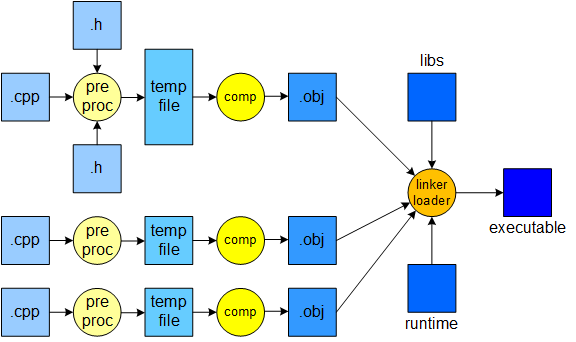 .h
.cpp
pre
proc
temp
file
comp
.obj
.h
libs
linker
loader
executable
runtime
.cpp
pre
proc
temp
file
comp
.obj
.cpp
pre
proc
temp
file
comp
.obj